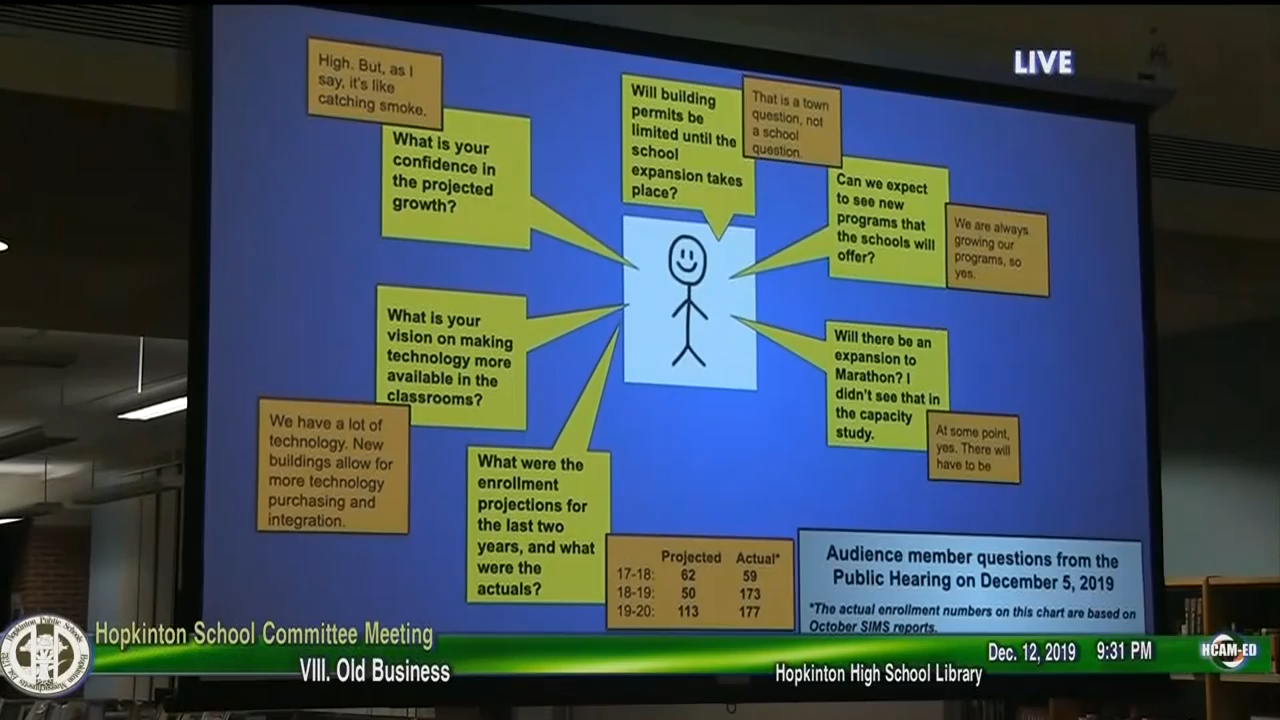 LIVE
High. But, as I
say, it's like
catching smoke.
What is your
confidence in
the projected
growth?
Will building
permits be
limited until the
school
expansion takes
place?
That is a town
question, not
a school
question.
Can we expect
to see new
programs that
the schools will
offer?
We are always
growing our
programs, so
yes.
What is your
vision on making
technology more
available in the
classrooms?
We have a lot of
technology. New
buildings allow for
more technology
purchasing and
integration.
Will there be an
expansion to
Marathon? I
didn't see that in
the capacity
study.
At some point,
yes. There will
have to be
What were the
enrollment
projections for
the last two
years, and what
were the
actuals?
Projected Actual*
17-18: 62 59
18-19: 50 173
19-20: 113 177
Audience member questions from the
Public Hearing on December 5, 2019
*The actual enrollment numbers on this chart are based on
October SIMS reports.
Hopkinton School Committee Meeting
VIII. Old Business
Dec. 12, 2019 9:31 PM
Hopkinton High School Library
HCAM-ED
Hopkinton Public Schools